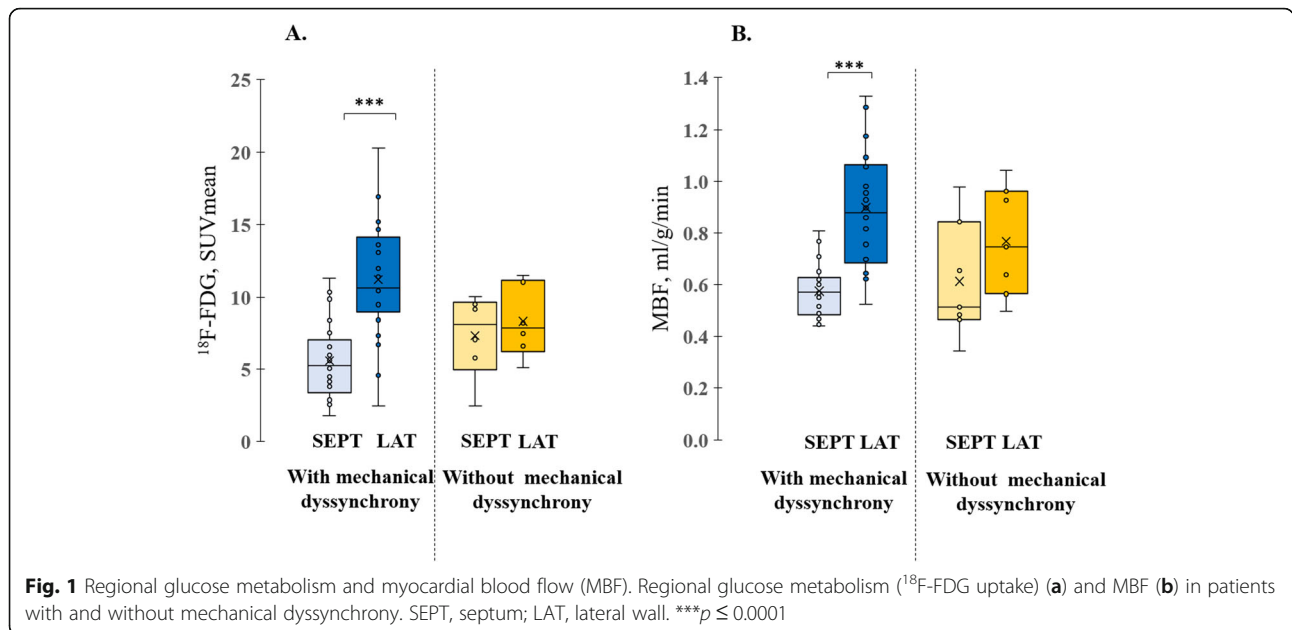 A.
25
20
15
10
5
0
¹⁸F-FDG, SUVmean
***
SEPT LAT
With mechanical
dyssynchrony
SEPT LAT
Without mechanical
dyssynchrony
B.
1.4
1.2
1.0
0.8
0.6
0.4
0.2
0.0
MBF, ml/g/min
***
SEPT LAT
With mechanical
dyssynchrony
SEPT LAT
Without mechanical
dyssynchrony
Fig. 1 Regional glucose metabolism and myocardial blood flow (MBF). Regional glucose metabolism (¹⁸F-FDG uptake) (a) and MBF (b) in patients
with and without mechanical dyssynchrony. SEPT, septum; LAT, lateral wall. ***p ≤ 0.0001